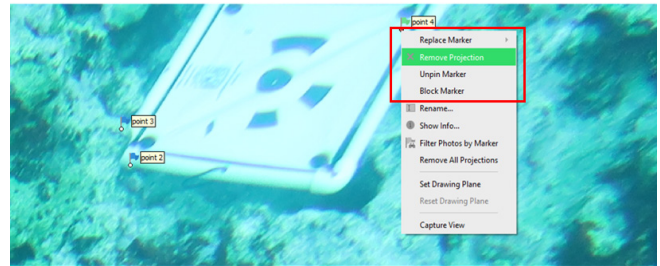 point 4
Replace Marker
Remove Projection
Unpin Marker
Block Marker
Rename...
Show Info...
Filter Photos by Marker
Remove All Projections
Set Drawing Plane
Reset Drawing Plane
Capture View
point 3
point 2